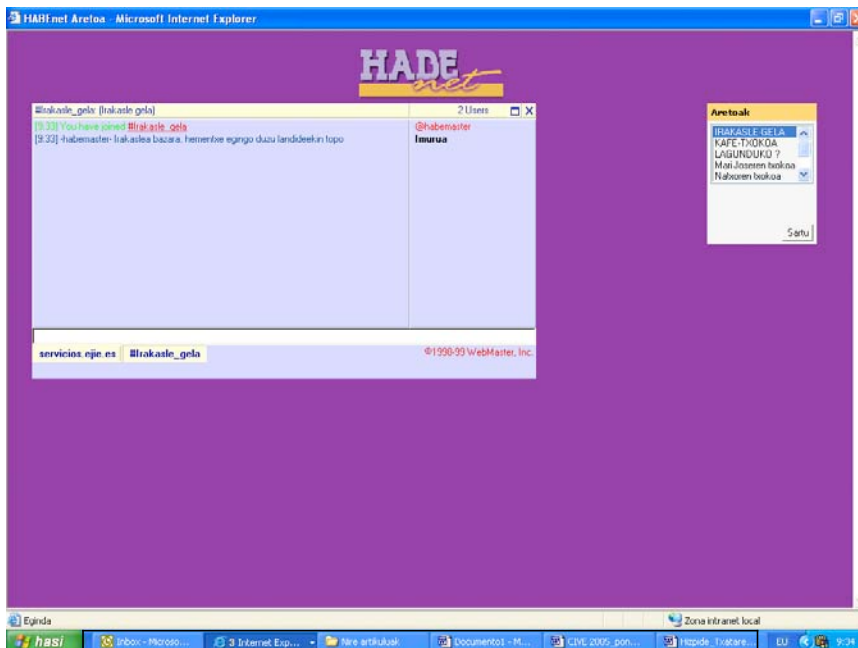 HABEnet Aretoa - Microsoft Internet Explorer
HABE
net
#Irakasle_gela: [Irakasle gela]
2 Users
[9:33] You have joined #Irakasle_gela
[9:33] -habemaster- Irakaslea bazara, hementxe egingo duzu landideekin topo
@habemaster
Imurua
Aretoak
IRAKASLE GELA
KAFE-TXOKOA
LAGUNDUKO ?
Mari Joseren txokoa
Natxoren txokoa
Sartu
servicios.ejie.es
#Irakasle_gela
©1998-99 WebMaster, Inc.
Eginda
Zona intranet local
hasi
Inbox - Microso...
3 Internet Exp...
Nire artikuluak
Documento1 - M...
CIVE 2005_pon...
Hizpide_Txatare...
EU
9:34